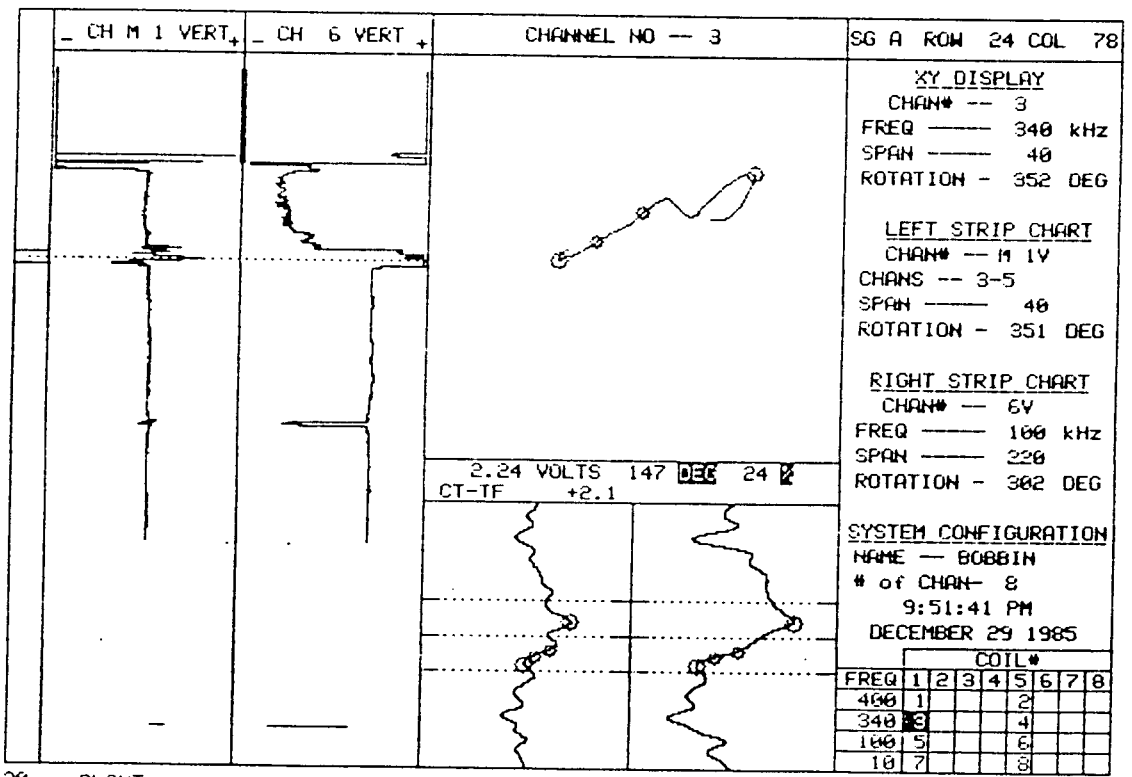 _ CH M 1 VERT +
_ CH 6 VERT +
CHANNEL NO -- 3
SG A ROW 24 COL 78
XY DISPLAY
CHAN# -- 3
FREQ ---- 340 kHz
SPAN ---- 40
ROTATION - 352 DEG
LEFT STRIP CHART
CHAN# -- M 1V
CHANS -- 3-5
SPAN ---- 40
ROTATION - 351 DEG
RIGHT STRIP CHART
CHAN# -- 6V
FREQ ---- 100 kHz
SPAN ---- 220
ROTATION - 302 DEG
2.24 VOLTS 147 DEG 24 %
CT-TF +2.1
SYSTEM CONFIGURATION
NAME -- BOBBIN
# of CHAN- 8
9:51:41 PM
DECEMBER 29 1985
COIL#
FREQ 1 2 3 4 5 6 7 8
400 1 2
340 3 4
100 5 6
10 7 8